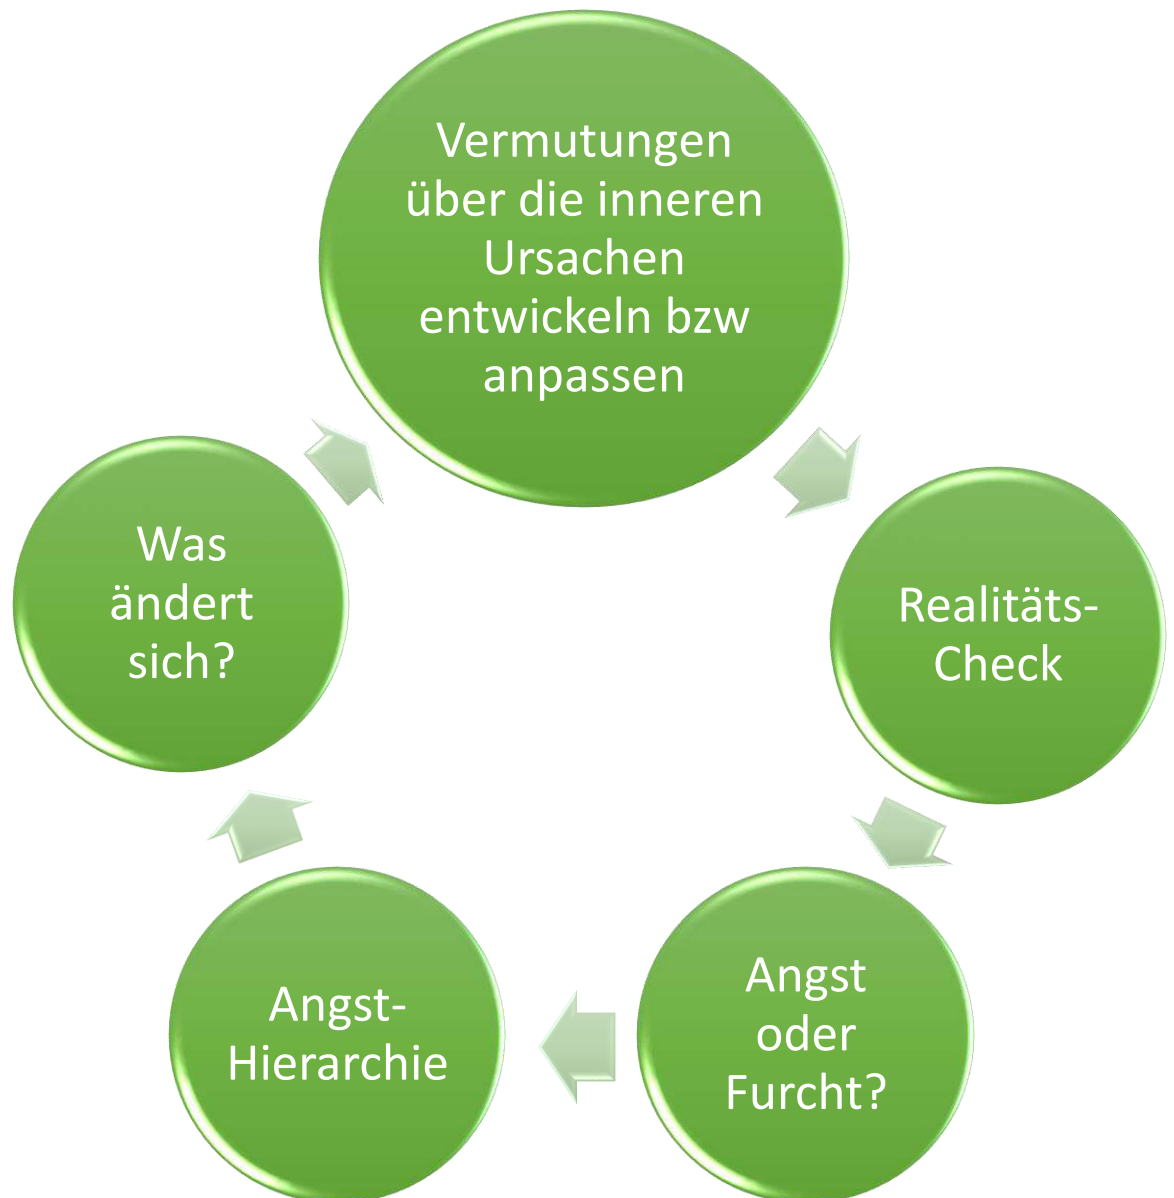 Vermutungen
über die inneren
Ursachen
entwickeln bzw
anpassen
Realitäts-
Check
Angst
oder
Furcht?
Angst-
Hierarchie
Was
ändert
sich?